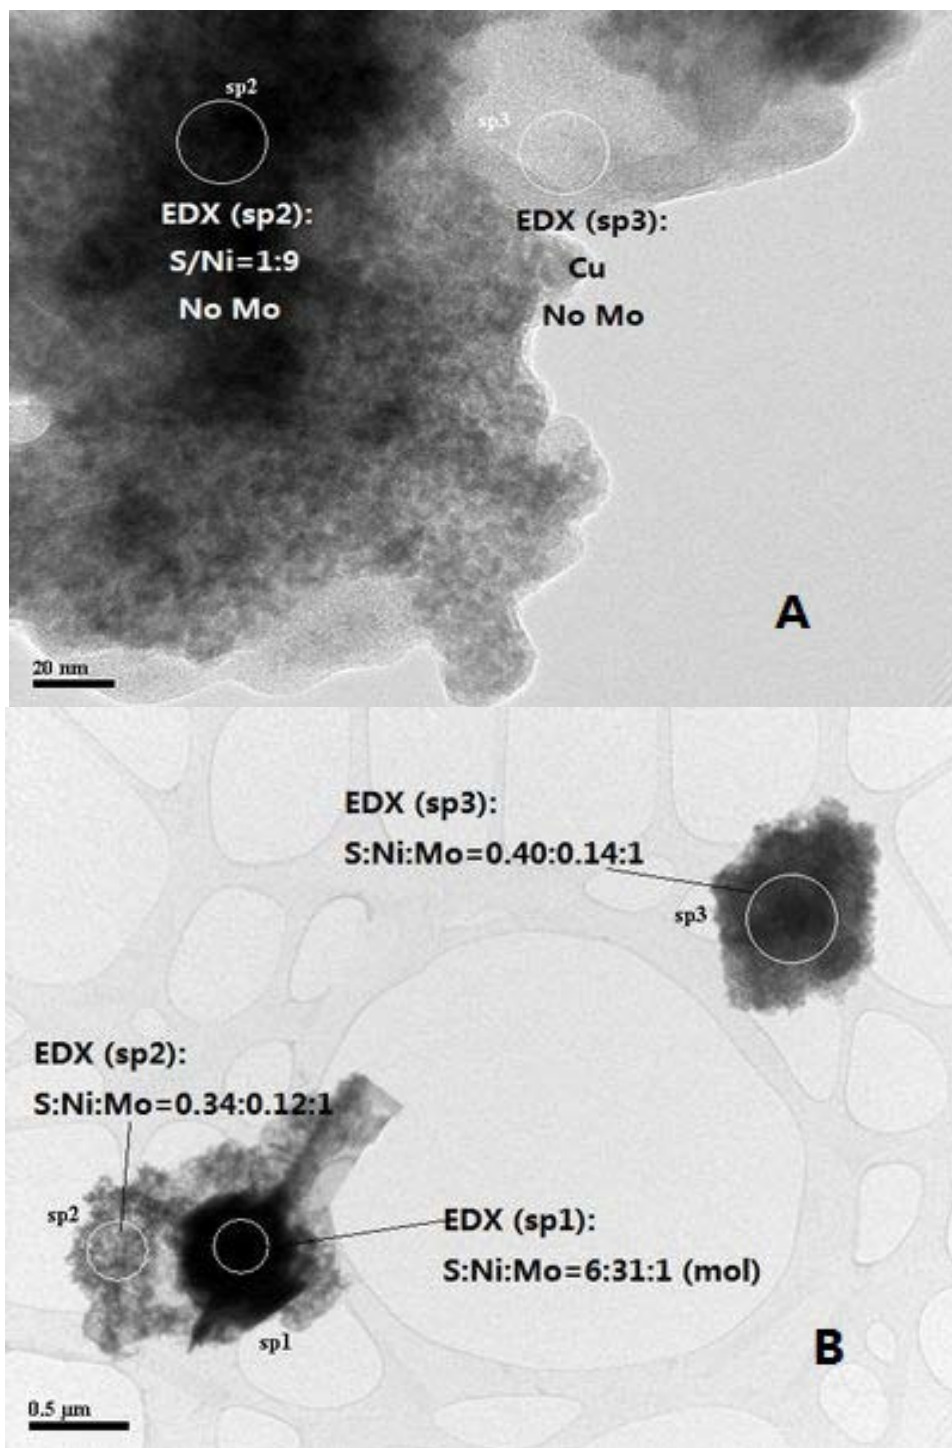 sp2
sp3
EDX (sp2):
S/Ni=1:9
No Mo
EDX (sp3):
Cu
No Mo
A
20 nm
EDX (sp3):
S:Ni:Mo=0.40:0.14:1
sp3
EDX (sp2):
S:Ni:Mo=0.34:0.12:1
sp2
EDX (sp1):
S:Ni:Mo=6:31:1 (mol)
sp1
B
0.5 μm